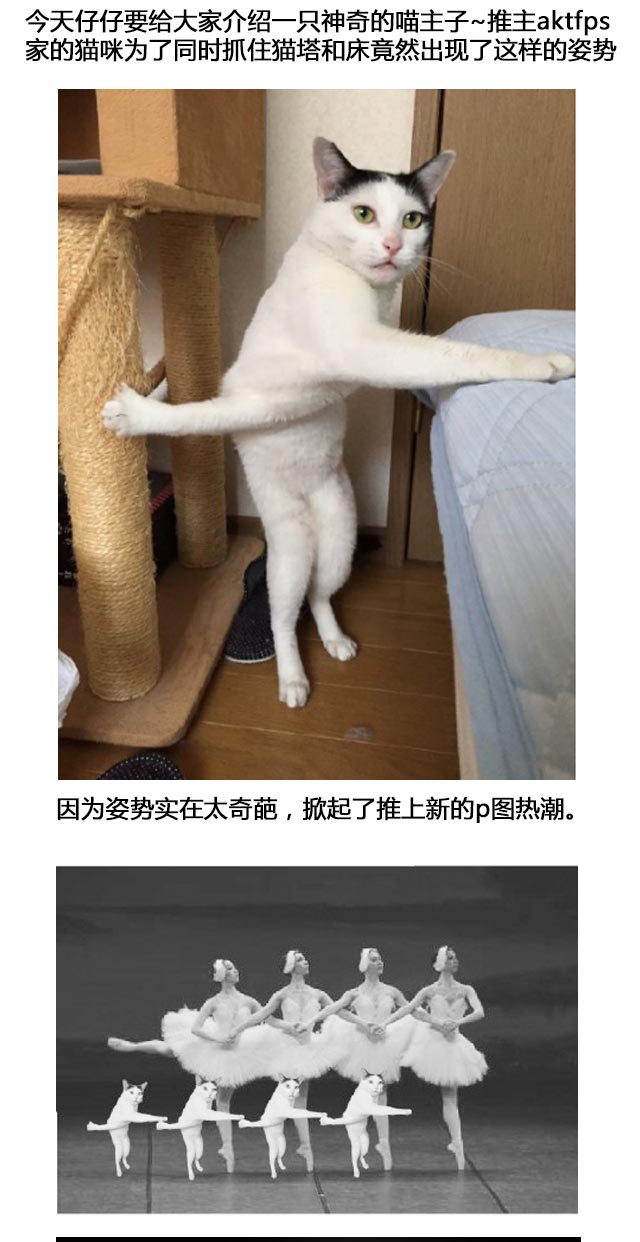 今天仔仔要给大家介绍一只神奇的喵主子~推主aktfps
家的猫咪为了同时抓住猫塔和床竟然出现了这样的姿势
因为姿势实在太奇葩，掀起了推上新的p图热潮。